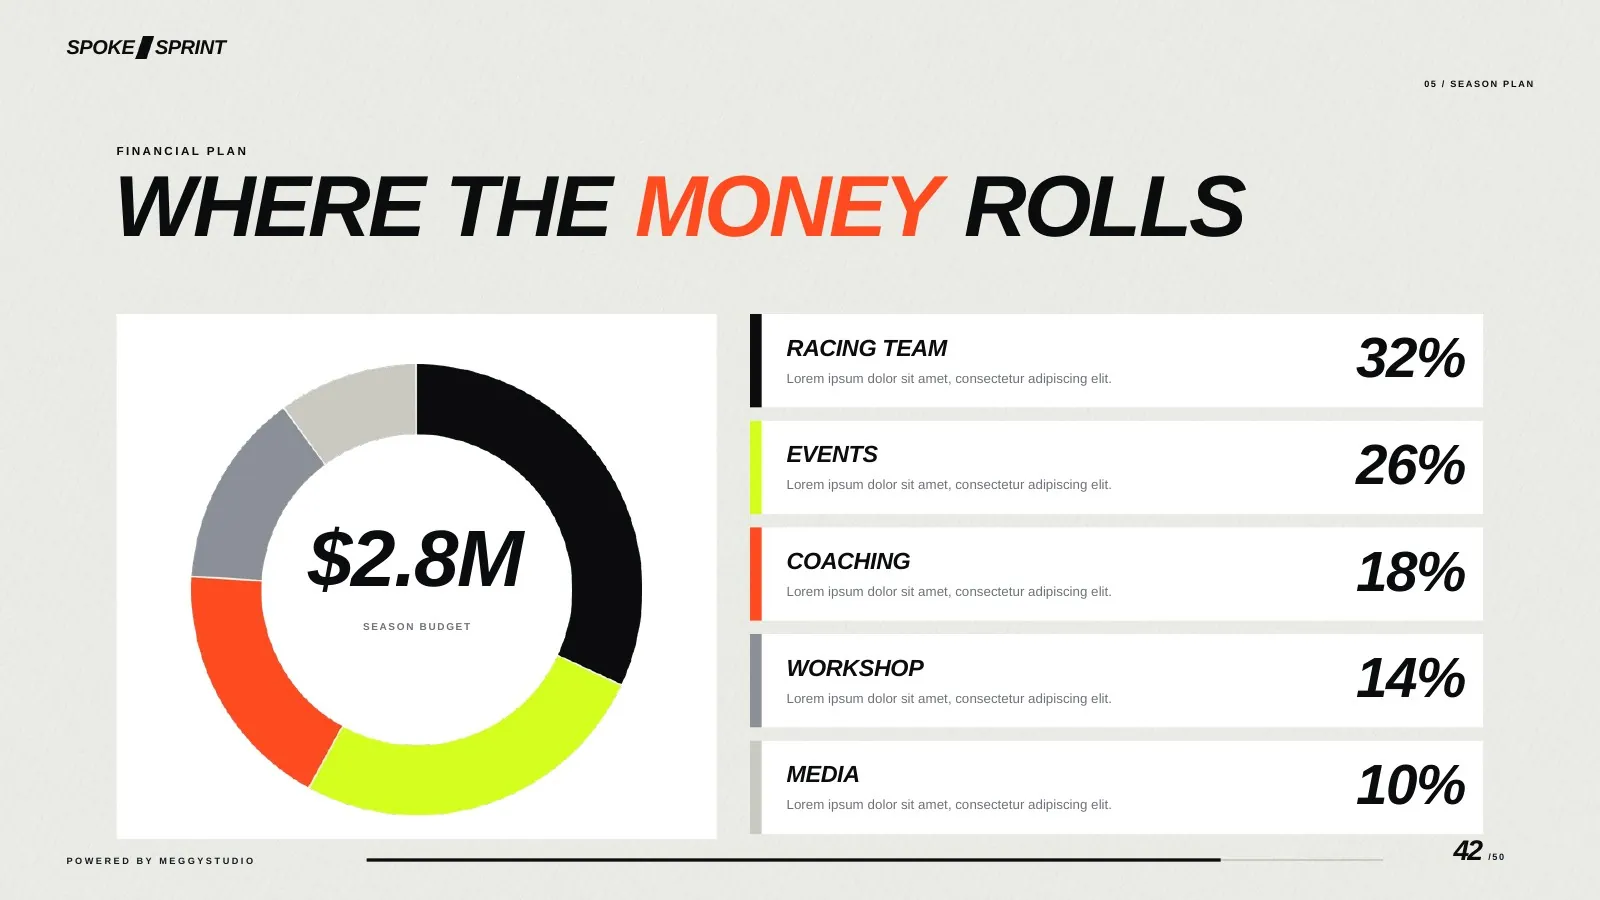 SPOKE SPRINT
05 / SEASON PLAN
FINANCIAL PLAN
WHERE THE MONEY ROLLS
$2.8M
SEASON BUDGET
RACING TEAM
Lorem ipsum dolor sit amet, consectetur adipiscing elit.
32%
EVENTS
Lorem ipsum dolor sit amet, consectetur adipiscing elit.
26%
COACHING
Lorem ipsum dolor sit amet, consectetur adipiscing elit.
18%
WORKSHOP
Lorem ipsum dolor sit amet, consectetur adipiscing elit.
14%
MEDIA
Lorem ipsum dolor sit amet, consectetur adipiscing elit.
10%
POWERED BY MEGGYSTUDIO
42 /50